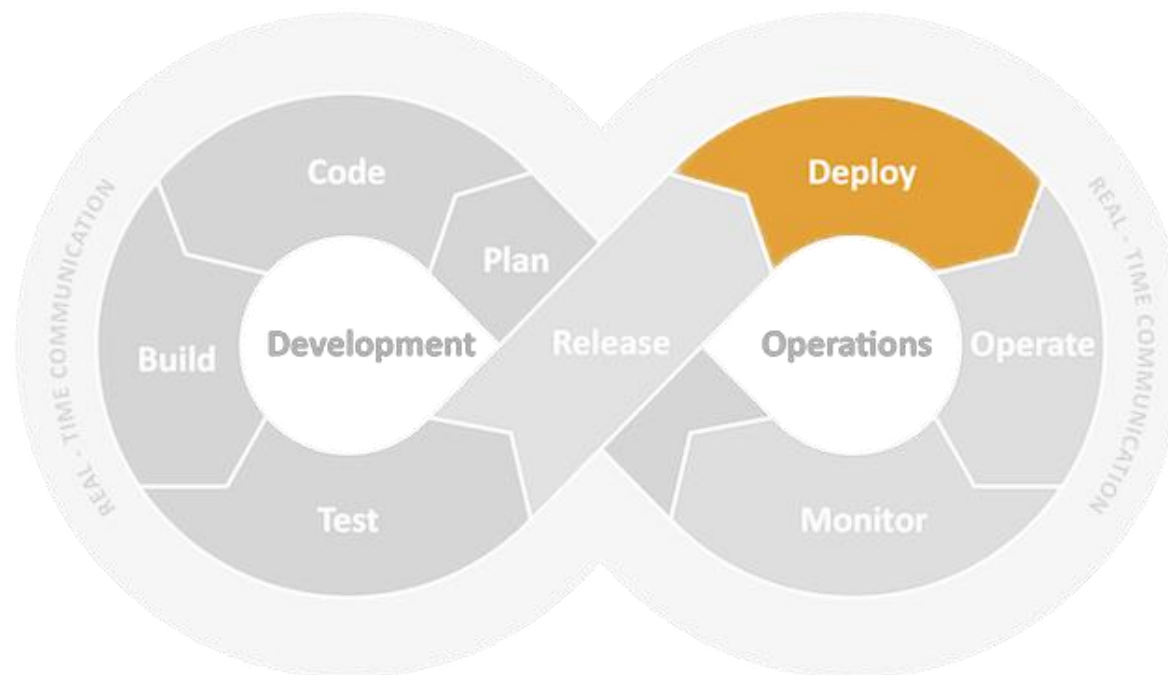 Code
Deploy
Plan
REAL - TIME COMMUNICATION
REAL - TIME COMMUNICATION
Development
Release
Operations
Operate
Build
Test
Monitor